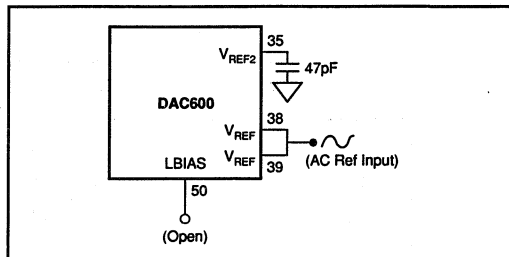 35
VREF2
47pF
DAC600
38
VREF
VREF
39
(AC Ref Input)
LBIAS
50
(Open)